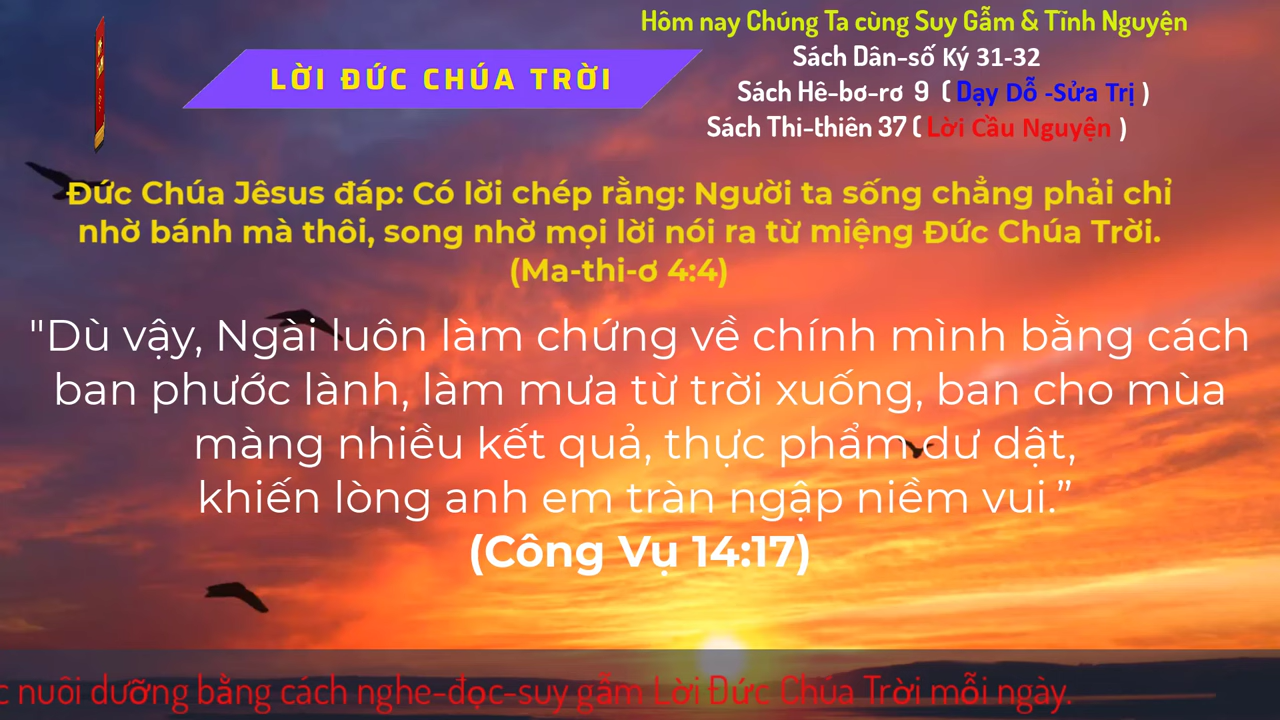 Hôm nay Chúng Ta cùng Suy Gẫm & Tĩnh Nguyện
Sách Dân-số Ký 31-32
Sách Hê-bơ-rơ 9 ( Dạy Dỗ -Sửa Trị )
Sách Thi-thiên 37 ( Lời Cầu Nguyện )
LỜI ĐỨC CHÚA TRỜI
Đức Chúa Jêsus đáp: Có lời chép rằng: Người ta sống chẳng phải chỉ
nhờ bánh mà thôi, song nhờ mọi lời nói ra từ miệng Đức Chúa Trời.
(Ma-thi-ơ 4:4)
"Dù vậy, Ngài luôn làm chứng về chính mình bằng cách
ban phước lành, làm mưa từ trời xuống, ban cho mùa
màng nhiều kết quả, thực phẩm dư dật,
khiến lòng anh em tràn ngập niềm vui.”
(Công Vụ 14:17)
c nuôi dưỡng bằng cách nghe-đọc-suy gẫm Lời Đức Chúa Trời mỗi ngày.